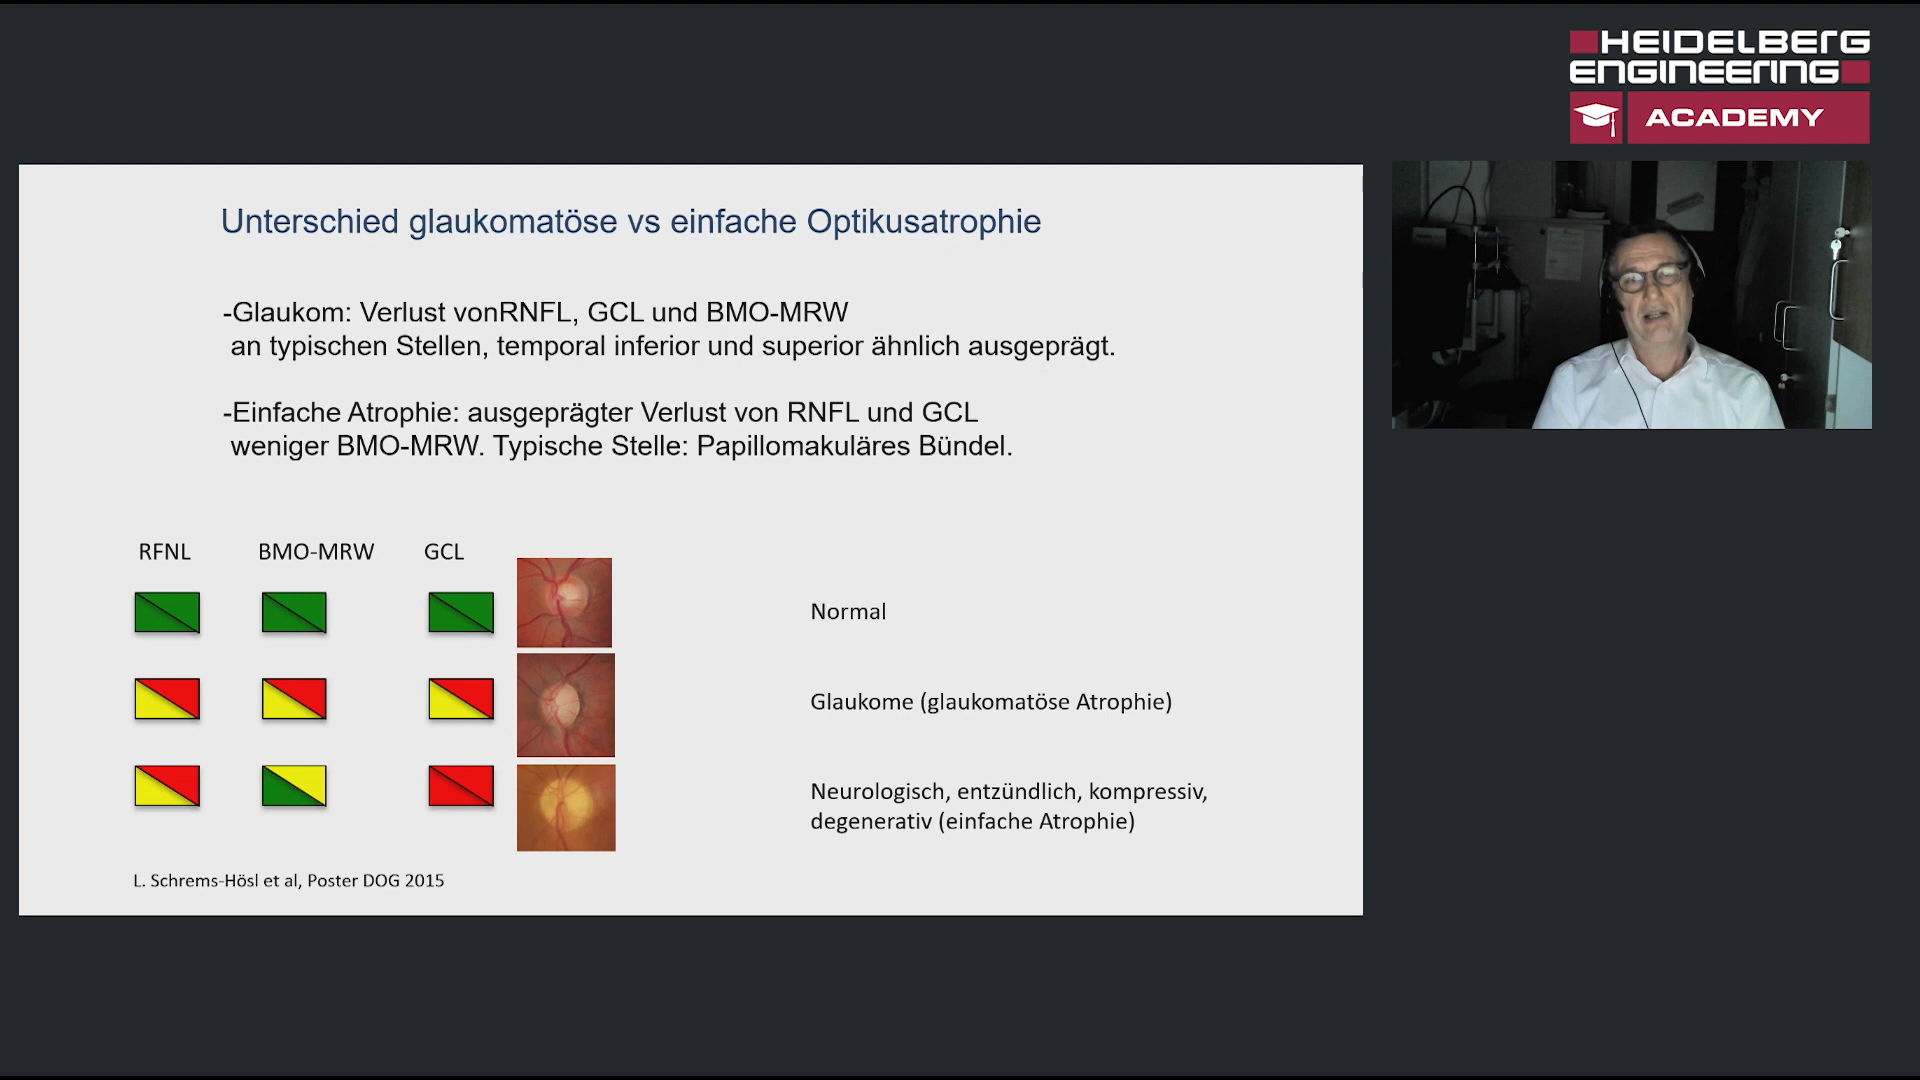 HEIDELBERG
ENGINEERING
ACADEMY
Unterschied glaukomatöse vs einfache Optikusatrophie
-Glaukom: Verlust vonRNFL, GCL und BMO-MRW
an typischen Stellen, temporal inferior und superior ähnlich ausgeprägt.
-Einfache Atrophie: ausgeprägter Verlust von RNFL und GCL
weniger BMO-MRW. Typische Stelle: Papillomakuläres Bündel.
RFNL BMO-MRW GCL
Normal
Glaukome (glaukomatöse Atrophie)
Neurologisch, entzündlich, kompressiv,
degenerativ (einfache Atrophie)
L. Schrems-Hösl et al, Poster DOG 2015